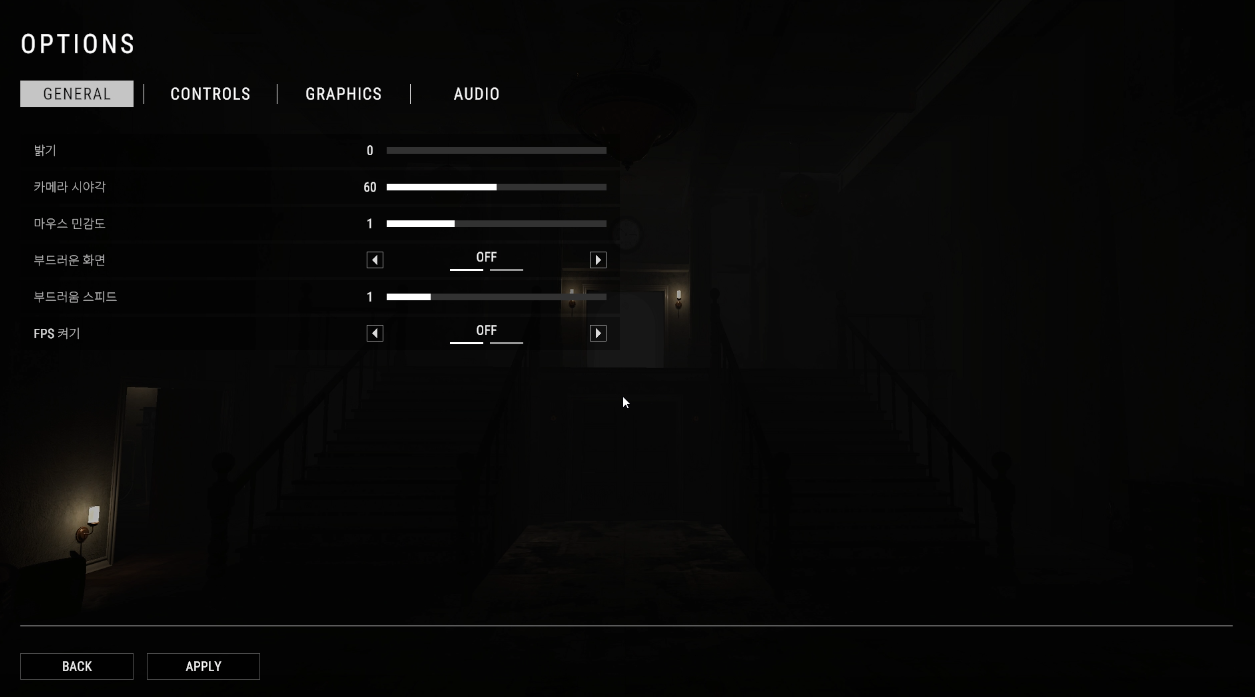 OPTIONS
GENERAL CONTROLS GRAPHICS AUDIO
밝기 0
카메라 시야각 60
마우스 민감도 1
부드러운 화면 OFF
부드러움 스피드 1
FPS 켜기 OFF
BACK APPLY